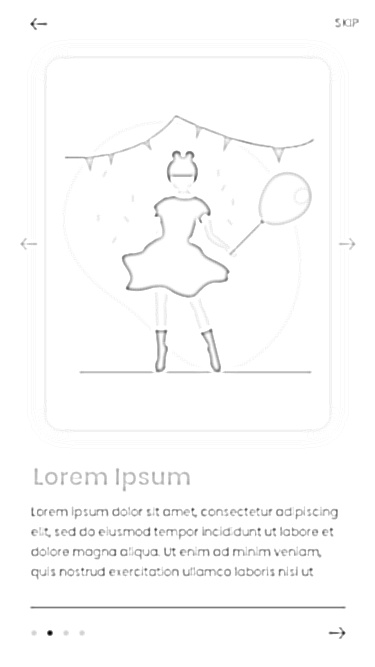 SKIP
Lorem Ipsum
Lorem ipsum dolor sit amet, consectetur adipiscing
elit, sed do eiusmod tempor incididunt ut labore et
dolore magna aliqua. Ut enim ad minim veniam,
quis nostrud exercitation ullamco laboris nisi ut